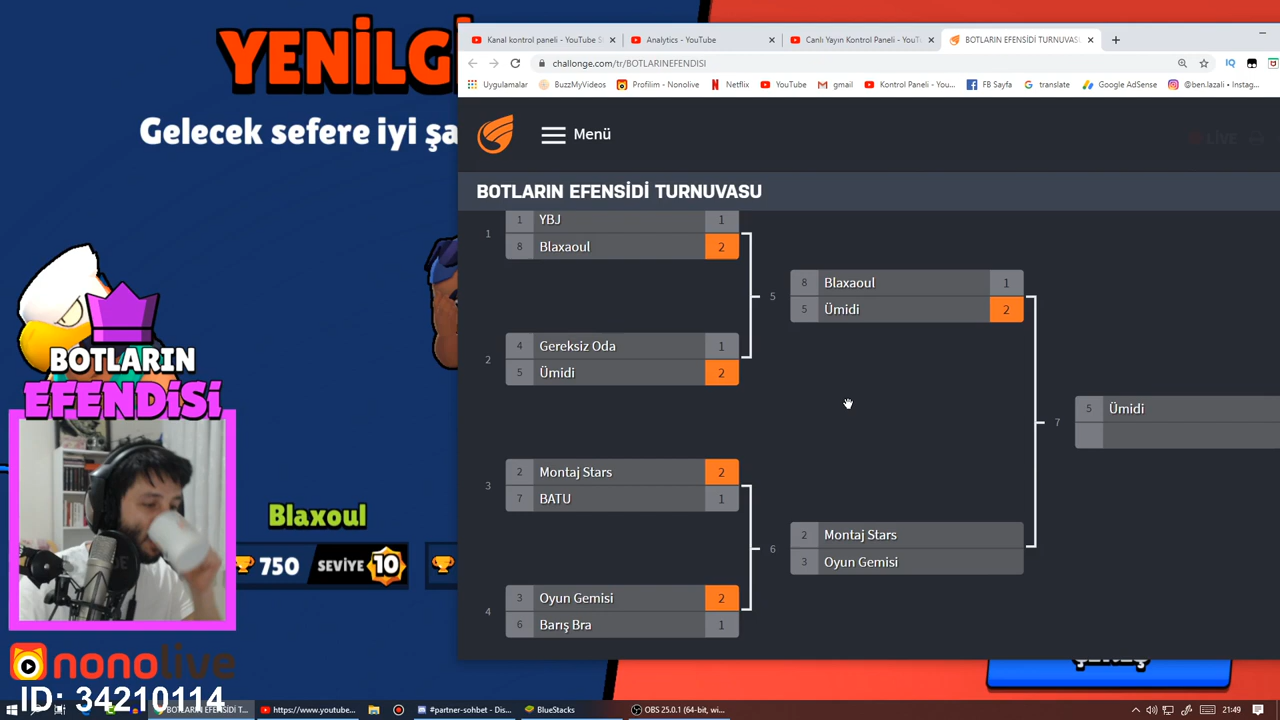 YENİLG
Gelecek sefere iyi şa
Kanal kontrol paneli - YouTube S
Analytics - YouTube
Canlı Yayın Kontrol Paneli - YouT
BOTLARIN EFENDİSİ TURNUVASI
challonge.com/tr/BOTLARINEFENDISI
Uygulamalar
BuzzMyVideos
Profilim - Nonolive
Netflix
YouTube
gmail
Kontrol Paneli - You...
FB Sayfa
translate
Google AdSense
@ben.lazali • Instag...
Menü
LIVE
BOTLARIN EFENSİDİ TURNUVASU
1
1 YBJ 1
8 Blaxaoul 2
5
8 Blaxaoul 1
5 Ümidi 2
2
4 Gereksiz Oda 1
5 Ümidi 2
7
5 Ümidi
3
2 Montaj Stars 2
7 BATU 1
6
2 Montaj Stars
3 Oyun Gemisi
4
3 Oyun Gemisi 2
6 Barış Bra 1
BOTLARIN
EFENDİSİ
Blaxoul
750 SEVİYE 10
nonolive
ID: 34210114
BOTLARIN EFENDİSİ T...
https://www.youtube...
#partner-sohbet - Dis...
BlueStacks
OBS 25.0.1 (64-bit, wi...
21:49